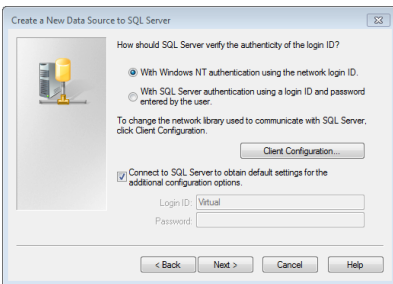 Create a New Data Source to SQL Server
How should SQL Server verify the authenticity of the login ID?
With Windows NT authentication using the network login ID.
With SQL Server authentication using a login ID and password
entered by the user.
To change the network library used to communicate with SQL Server,
click Client Configuration.
Client Configuration...
Connect to SQL Server to obtain default settings for the
additional configuration options.
Login ID: Virtual
Password:
< Back Next > Cancel Help